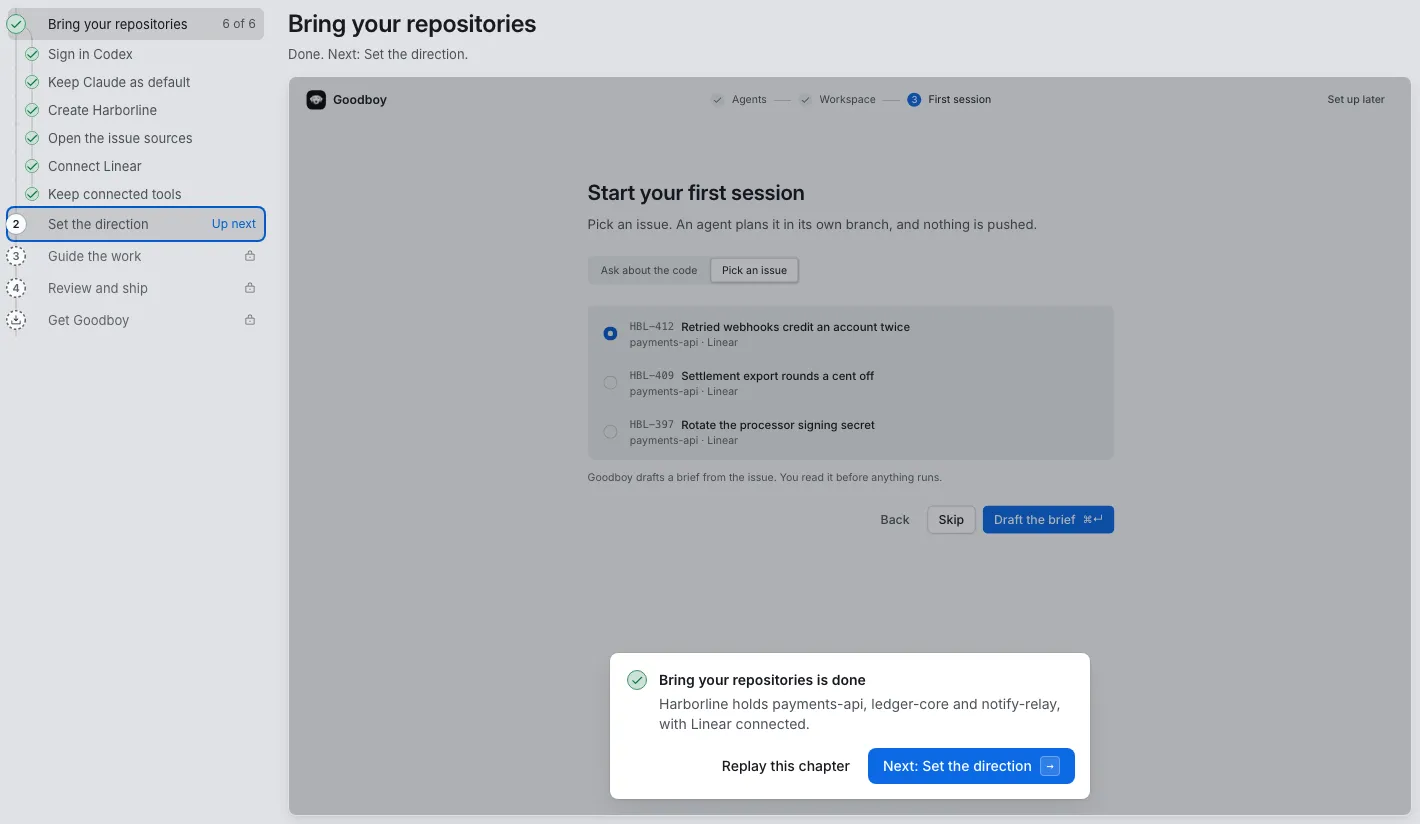 Bring your repositories 6 of 6
Sign in Codex
Keep Claude as default
Create Harborline
Open the issue sources
Connect Linear
Keep connected tools
2 Set the direction Up next
3 Guide the work
4 Review and ship
Get Goodboy
Bring your repositories
Done. Next: Set the direction.
Goodboy
Agents
Workspace
3 First session
Set up later
Start your first session
Pick an issue. An agent plans it in its own branch, and nothing is pushed.
Ask about the code
Pick an issue
HBL-412 Retried webhooks credit an account twice
payments-api · Linear
HBL-409 Settlement export rounds a cent off
payments-api · Linear
HBL-397 Rotate the processor signing secret
payments-api · Linear
Goodboy drafts a brief from the issue. You read it before anything runs.
Back
Skip
Draft the brief ⌘↵
Bring your repositories is done
Harborline holds payments-api, ledger-core and notify-relay,
with Linear connected.
Replay this chapter
Next: Set the direction →